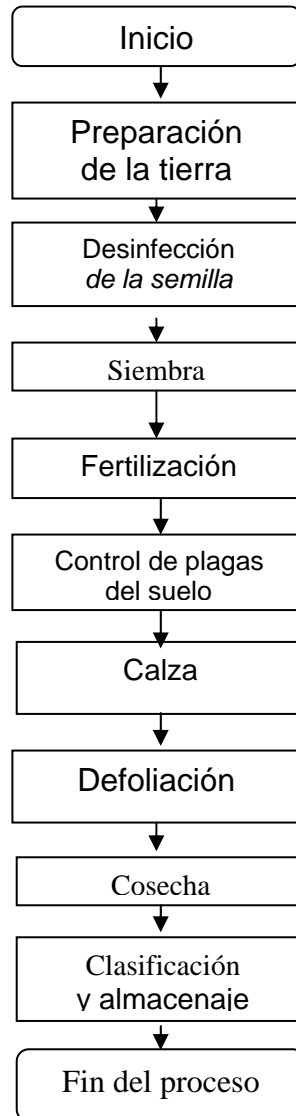 Inicio
Preparación
de la tierra
Desinfección
de la semilla
Siembra
Fertilización
Control de plagas
del suelo
Calza
Defoliación
Cosecha
Clasificación
y almacenaje
Fin del proceso